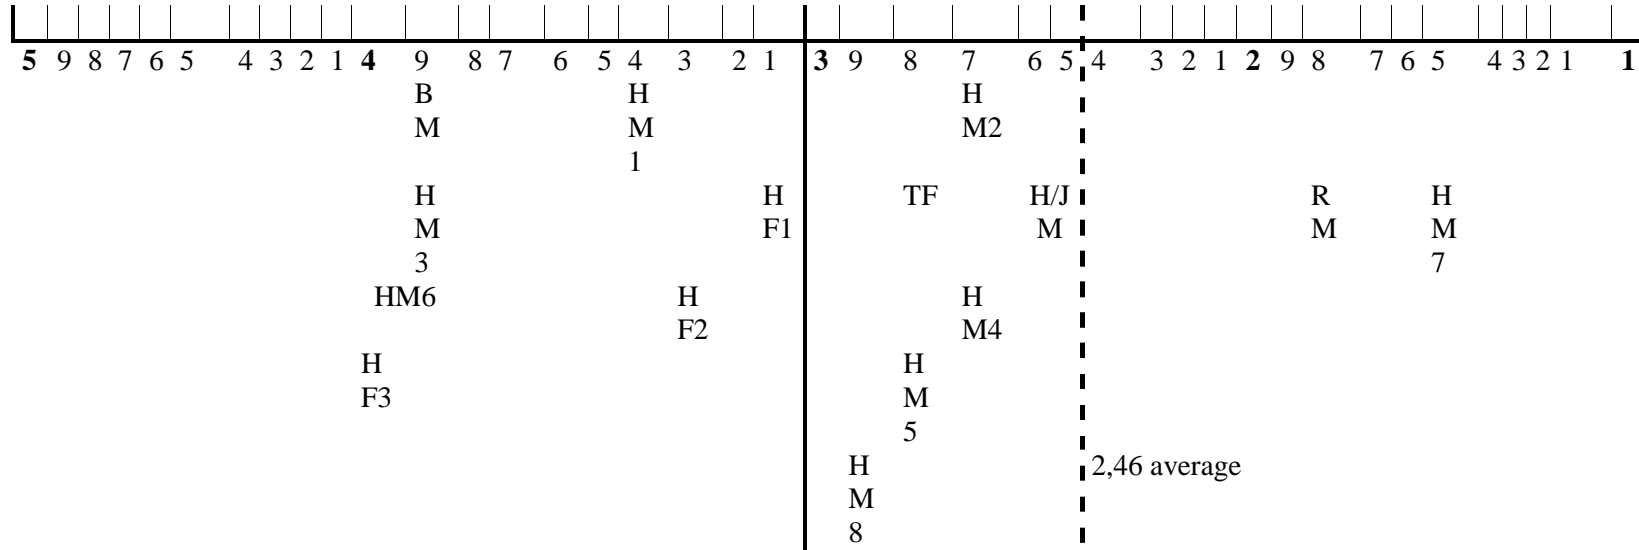 5 9 8 7 6 5 4 3 2 1 4 9 8 7 6 5 4 3 2 1 3 9 8 7 6 5 4 3 2 1 2 9 8 7 6 5 4 3 2 1 1
B H H
M M M2
1
H H TF H/J R H
M F1 M M M
3 7
HM6 H H
F2 M4
H H
F3 M
5
H 2,46 average
M
8